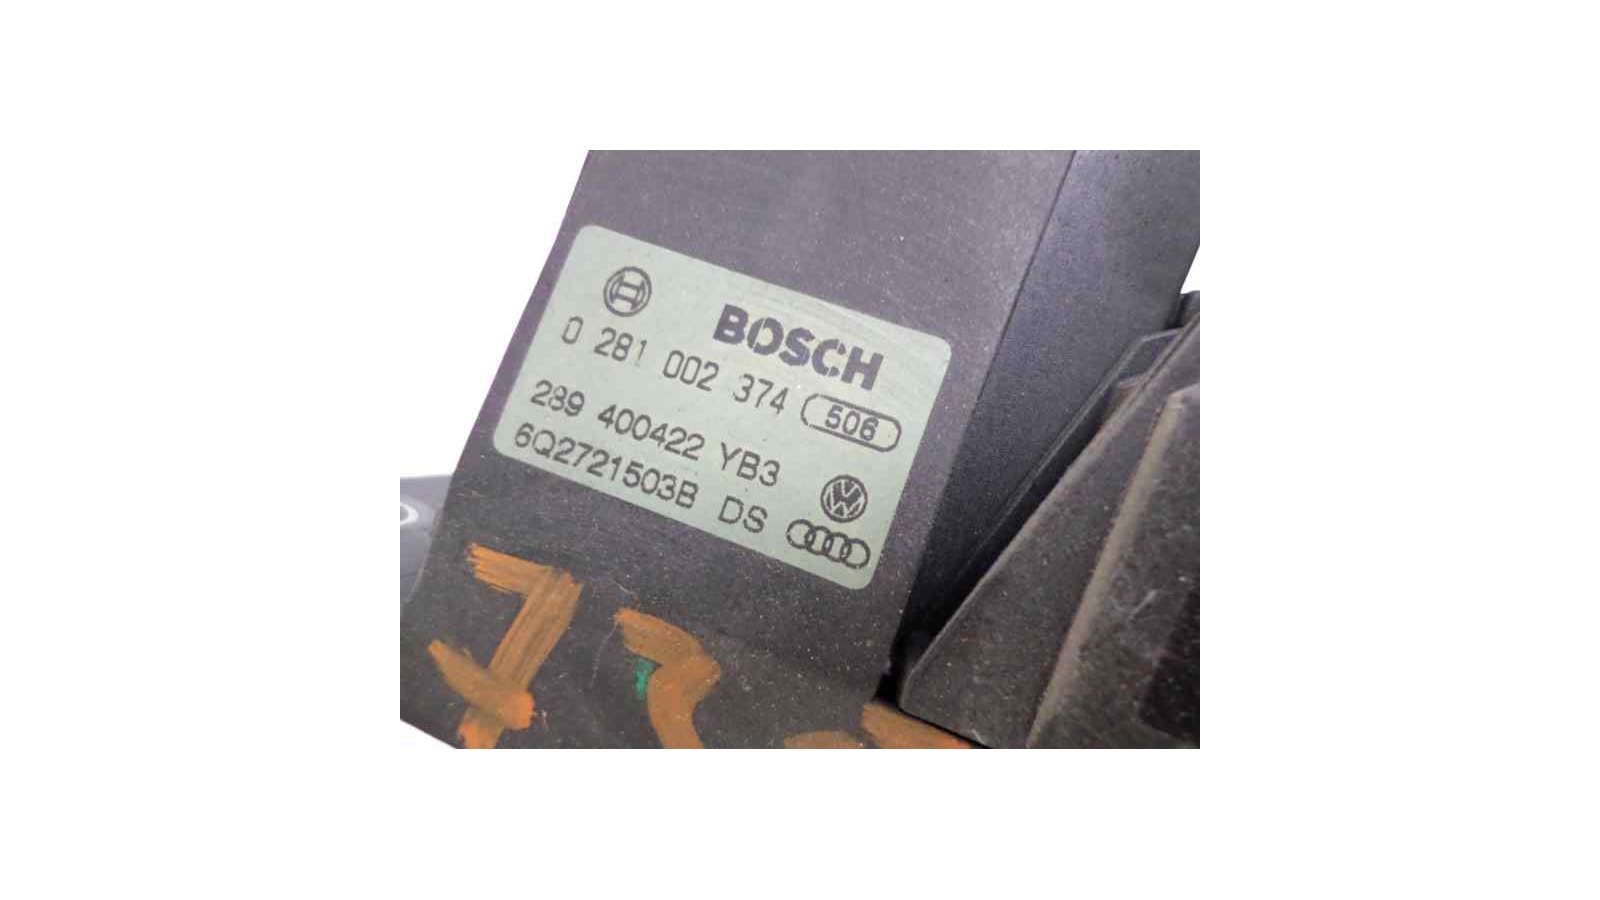 BOSCH
0 281 002 374 506
289 400422 YB3
6Q2721503B DS